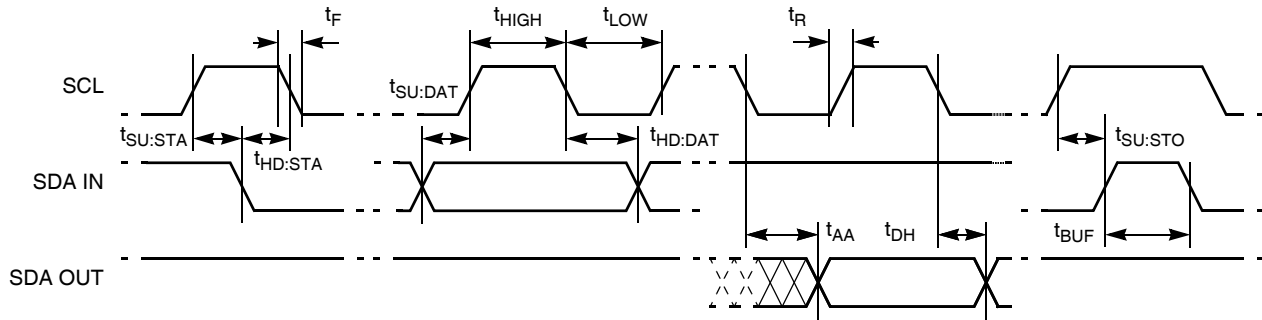 tF
tHIGH
tLOW
tR
SCL
tSU:DAT
tSU:STA
tHD:STA
tHD:DAT
tSU:STO
SDA IN
tAA
tDH
tBUF
SDA OUT